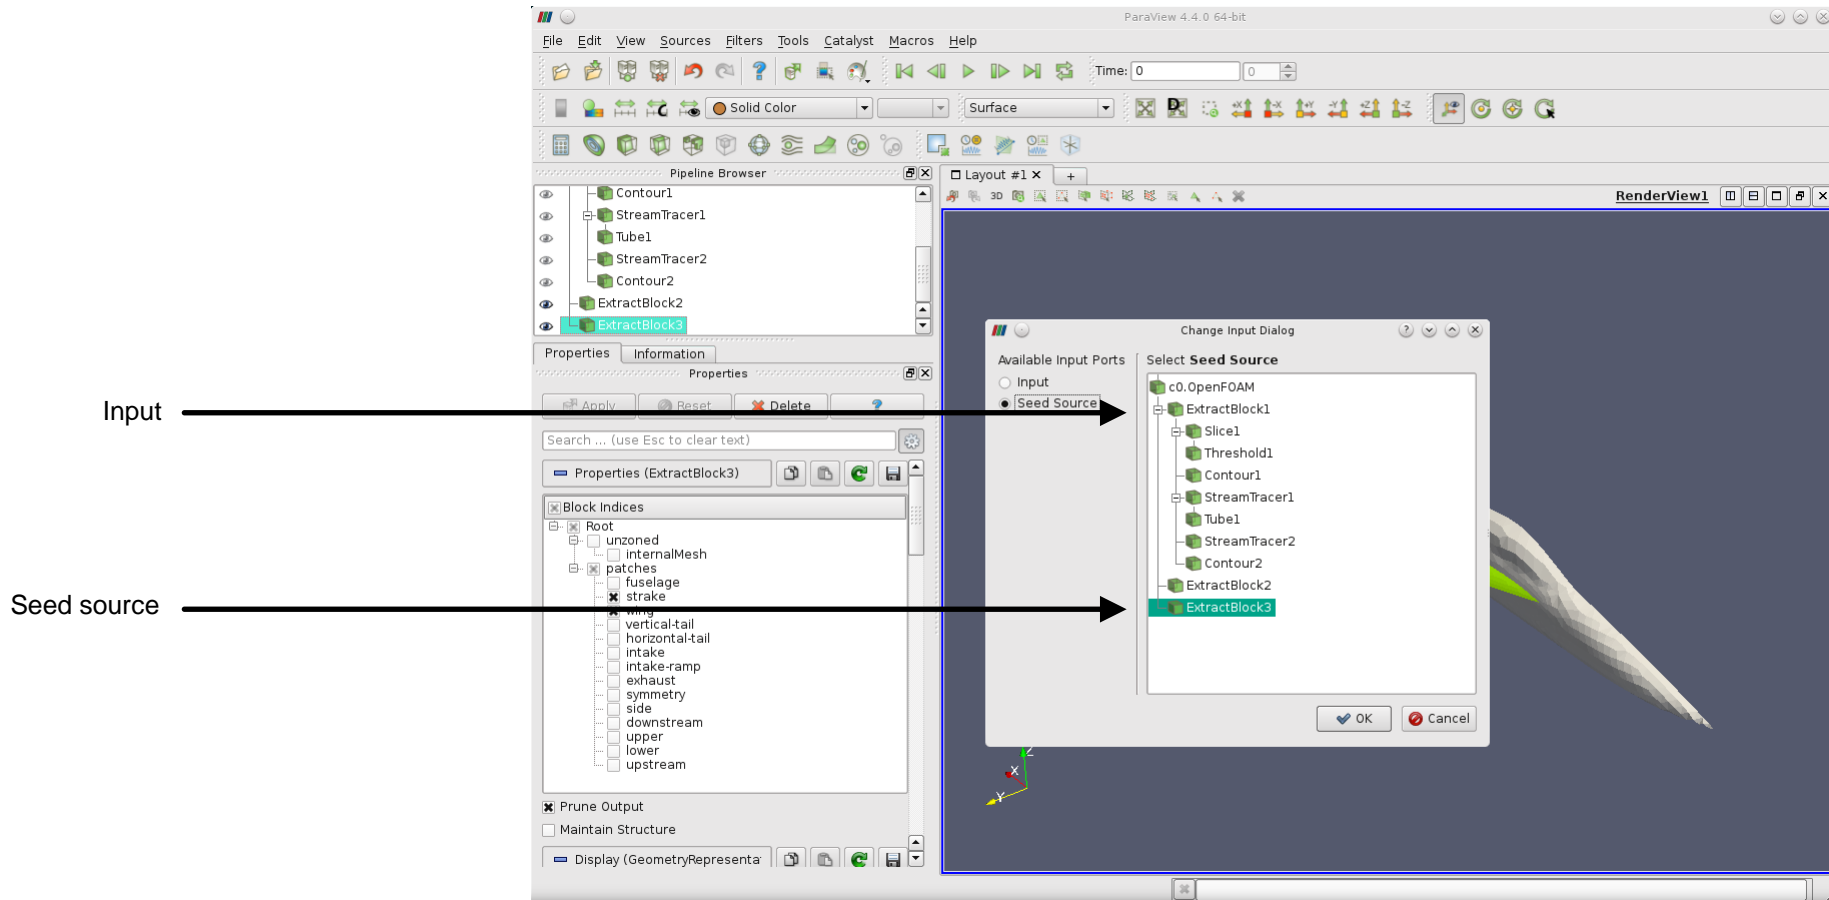 ParaView 4.4.0 64-bit
File Edit View Sources Filters Tools Catalyst Macros Help
Time: 0 0
Solid Color Surface
Pipeline Browser
Contour1
StreamTracer1
Tube1
StreamTracer2
Contour2
ExtractBlock2
ExtractBlock3
Properties Information
Properties
Apply Reset Delete ?
Search ... (use Esc to clear text)
Properties (ExtractBlock3)
Block Indices
Root
unzoned
internalMesh
patches
fuselage
strake
wing
vertical-tail
horizontal-tail
intake
intake-ramp
exhaust
symmetry
side
downstream
upper
lower
upstream
Prune Output
Maintain Structure
Display (GeometryRepresenta
Layout #1 +
3D RenderView1
Change Input Dialog
Available Input Ports
Input
Seed Source
Select Seed Source
c0.OpenFOAM
ExtractBlock1
Slice1
Threshold1
Contour1
StreamTracer1
Tube1
StreamTracer2
Contour2
ExtractBlock2
ExtractBlock3
OK Cancel
Z
X
Y
Input
Seed source